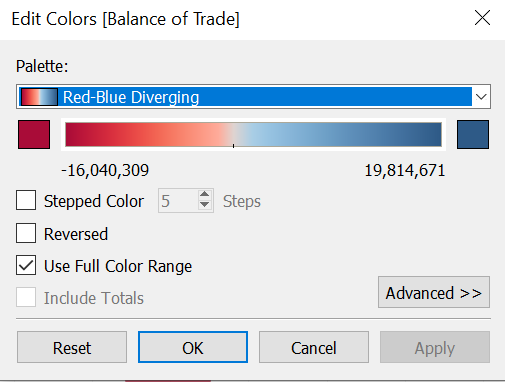 Edit Colors [Balance of Trade]
Palette:
Red-Blue Diverging
-16,040,309 19,814,671
Stepped Color 5 Steps
Reversed
Use Full Color Range
Include Totals
Advanced >>
Reset OK Cancel Apply